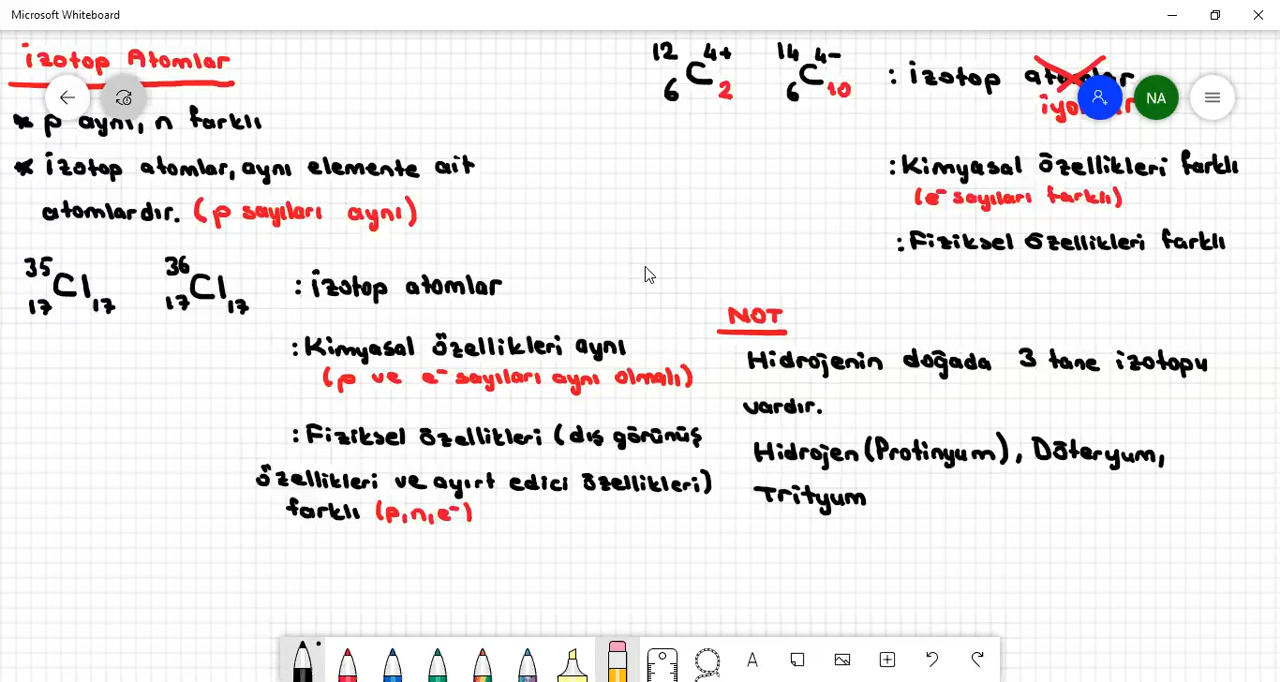 Microsoft Whiteboard
İzotop Atomlar
* p aynı, n farklı
* İzotop atomlar, aynı elemente ait
atomlardır. (p sayıları aynı)
35 17 Cl 17 36 17 Cl 17 : İzotop atomlar
: Kimyasal özellikleri aynı
(p ve e- sayıları aynı olmalı)
: Fiziksel özellikleri (dış görünüş
özellikleri ve ayırt edici özellikleri)
farklı (p,n,e-)
12 6 C 4+ 2 14 6 C 4- 10 : izotop atomlar
: Kimyasal özellikleri farklı
(e- sayıları farklı)
: Fiziksel özellikleri farklı
NOT
Hidrojenin doğada 3 tane izotopu
vardır.
Hidrojen (Protinyum), Döteryum,
Trityum
NA
A